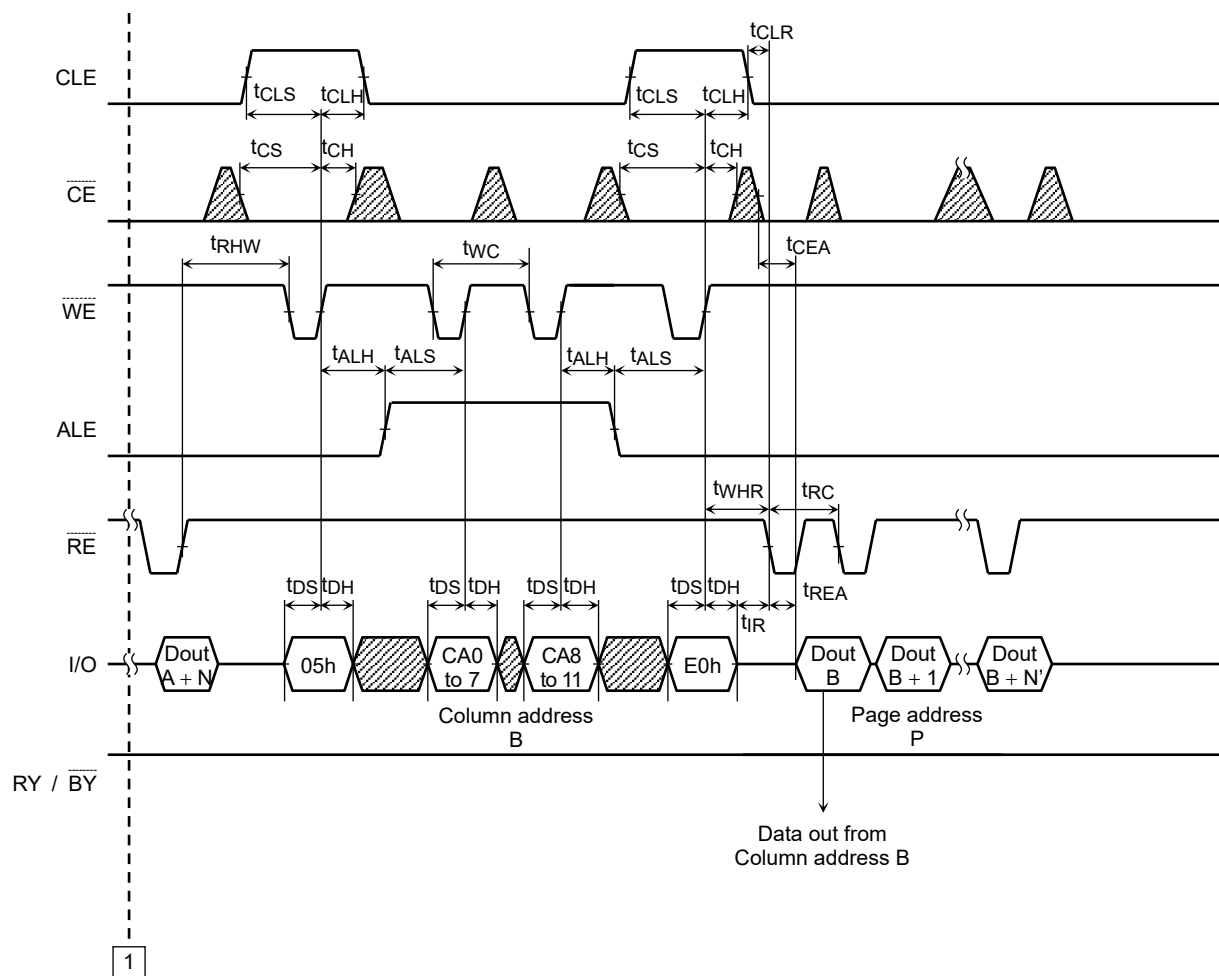 tCLR
CLE
tCLS tCLH tCLS tCLH
tCS tCH tCS tCH
CE
tRHW tWC tCEA
WE
tALH tALS tALH tALS
ALE
tWHR tRC
RE
tDS tDH tDS tDH tDS tDH tDS tDH tREA
tIR
I/O
Dout
A + N
05h
CA0
to 7
CA8
to 11
E0h
Dout
B
Dout
B + 1
Dout
B + N’
Column address
B
Page address
P
RY / BY
Data out from
Column address B
1